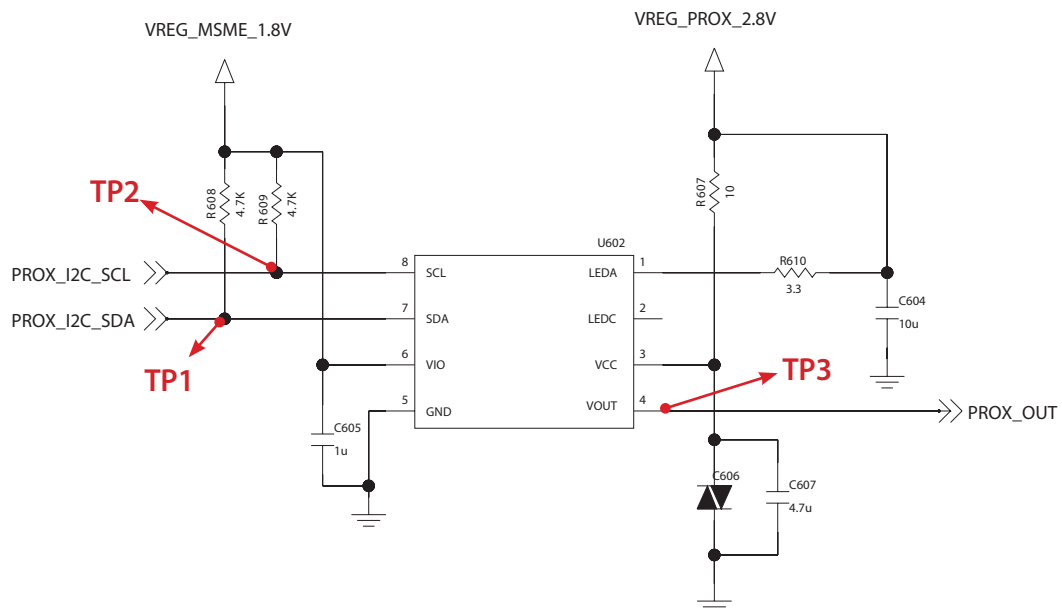 VREG_MSME_1.8V
VREG_PROX_2.8V
R608
4.7K
R609
4.7K
R607
10
TP2
U602
PROX_I2C_SCL
8
SCL
LEDA
1
R610
3.3
PROX_I2C_SDA
7
SDA
LEDC
2
C604
10u
TP1
6
VIO
VCC
3
TP3
5
GND
VOUT
4
PROX_OUT
C605
1u
C606
C607
4.7u